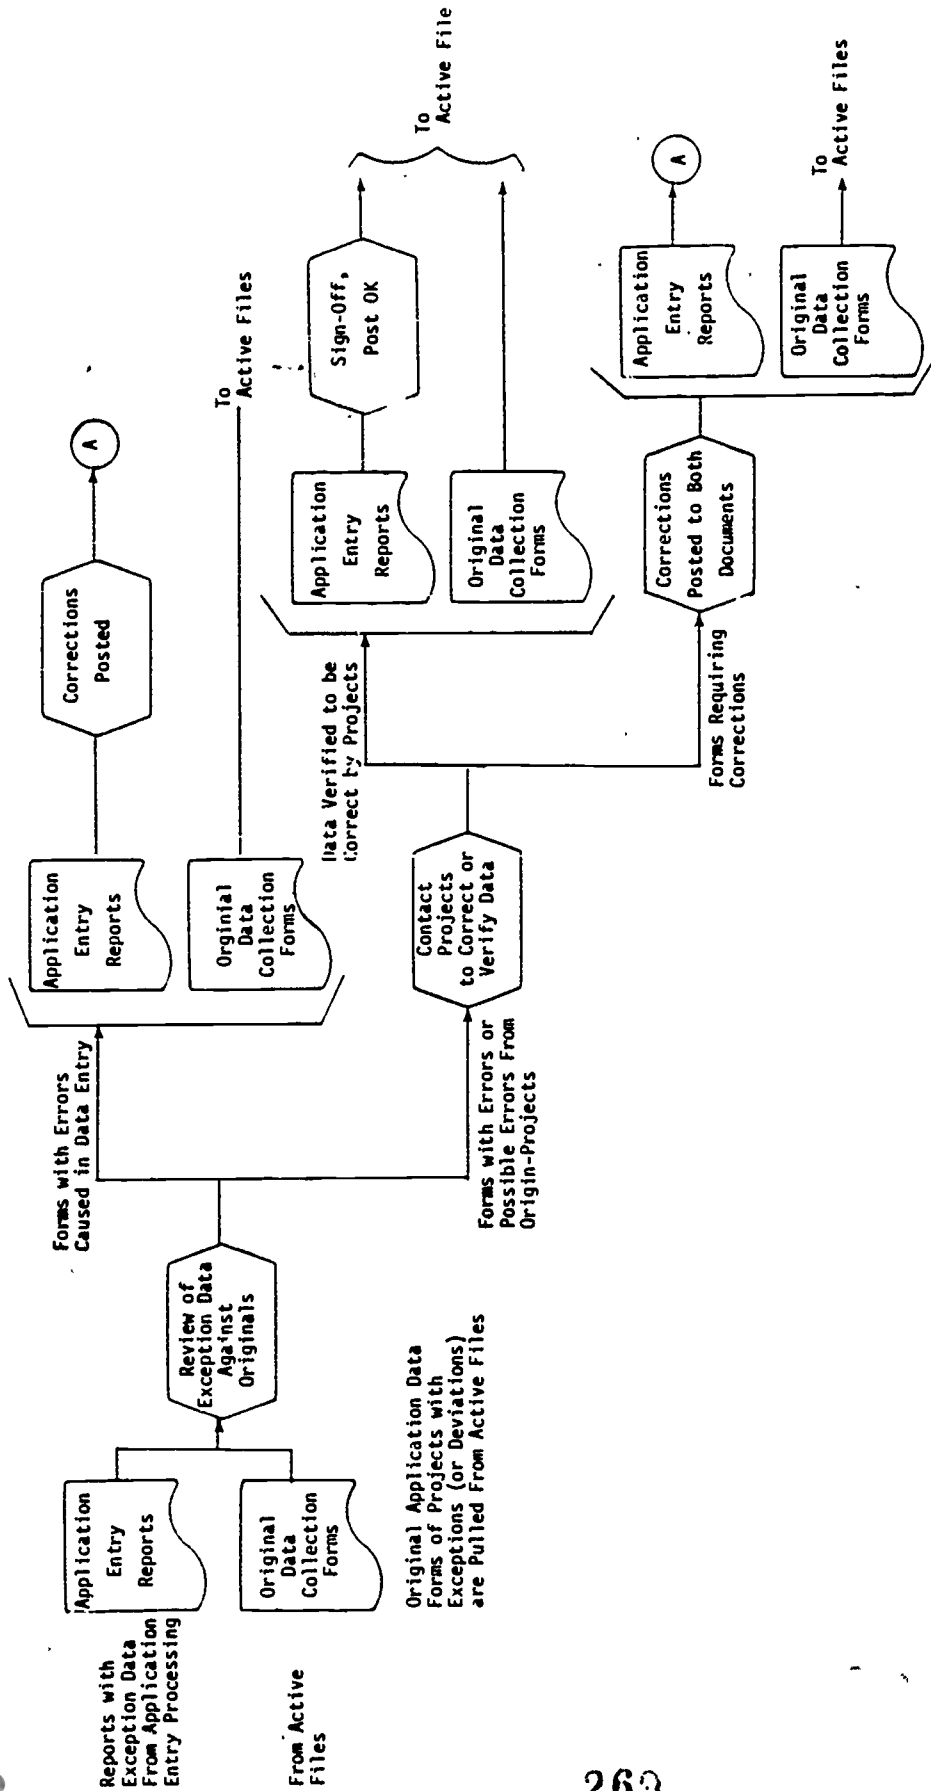 Reports with
Exception Data
From Application
Entry Processing
Application
Entry
Reports
From Active
Files
Original
Data
Collection
Forms
Original Application Data
Forms of Projects with
Exceptions (or Deviations)
are Pulled From Active Files
Review of
Exception Data
Against
Originals
Forms with Errors
Caused in Data Entry
Application
Entry
Reports
Corrections
Posted
A
Orginial
Data
Collection
Forms
To
Active Files
Forms with Errors or
Possible Errors From
Origin-Projects
Contact
Projects
to Correct or
Verify Data
Data Verified to be
Correct by Projects
Application
Entry
Reports
Sign-Off,
Post OK
Original
Data
Collection
Forms
To
Active File
Forms Requiring
Corrections
Corrections
Posted to Both
Documents
Application
Entry
Reports
A
Original
Data
Collection
Forms
To
Active Files